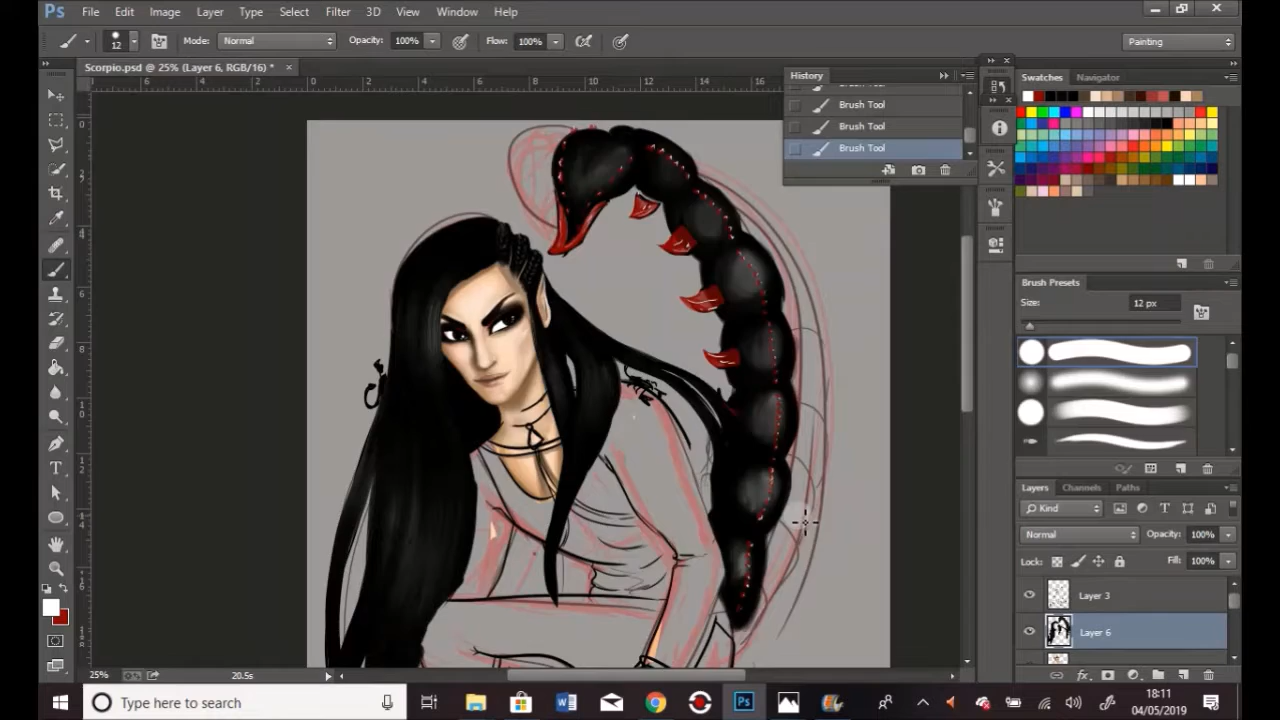 Ps File Edit Image Layer Type Select Filter 3D View Window Help
12 Mode: Normal Opacity: 100% Flow: 100% Painting
Scorpio.psd @ 25% (Layer 6, RGB/16) *
History
Brush Tool
Brush Tool
Brush Tool
Swatches Navigator
Brush Presets
Size: 12 px
Layers Channels Paths
Kind
Normal Opacity: 100%
Lock: Fill: 100%
Layer 3
Layer 6
25% 20.5s
Type here to search
18:11
04/05/2019